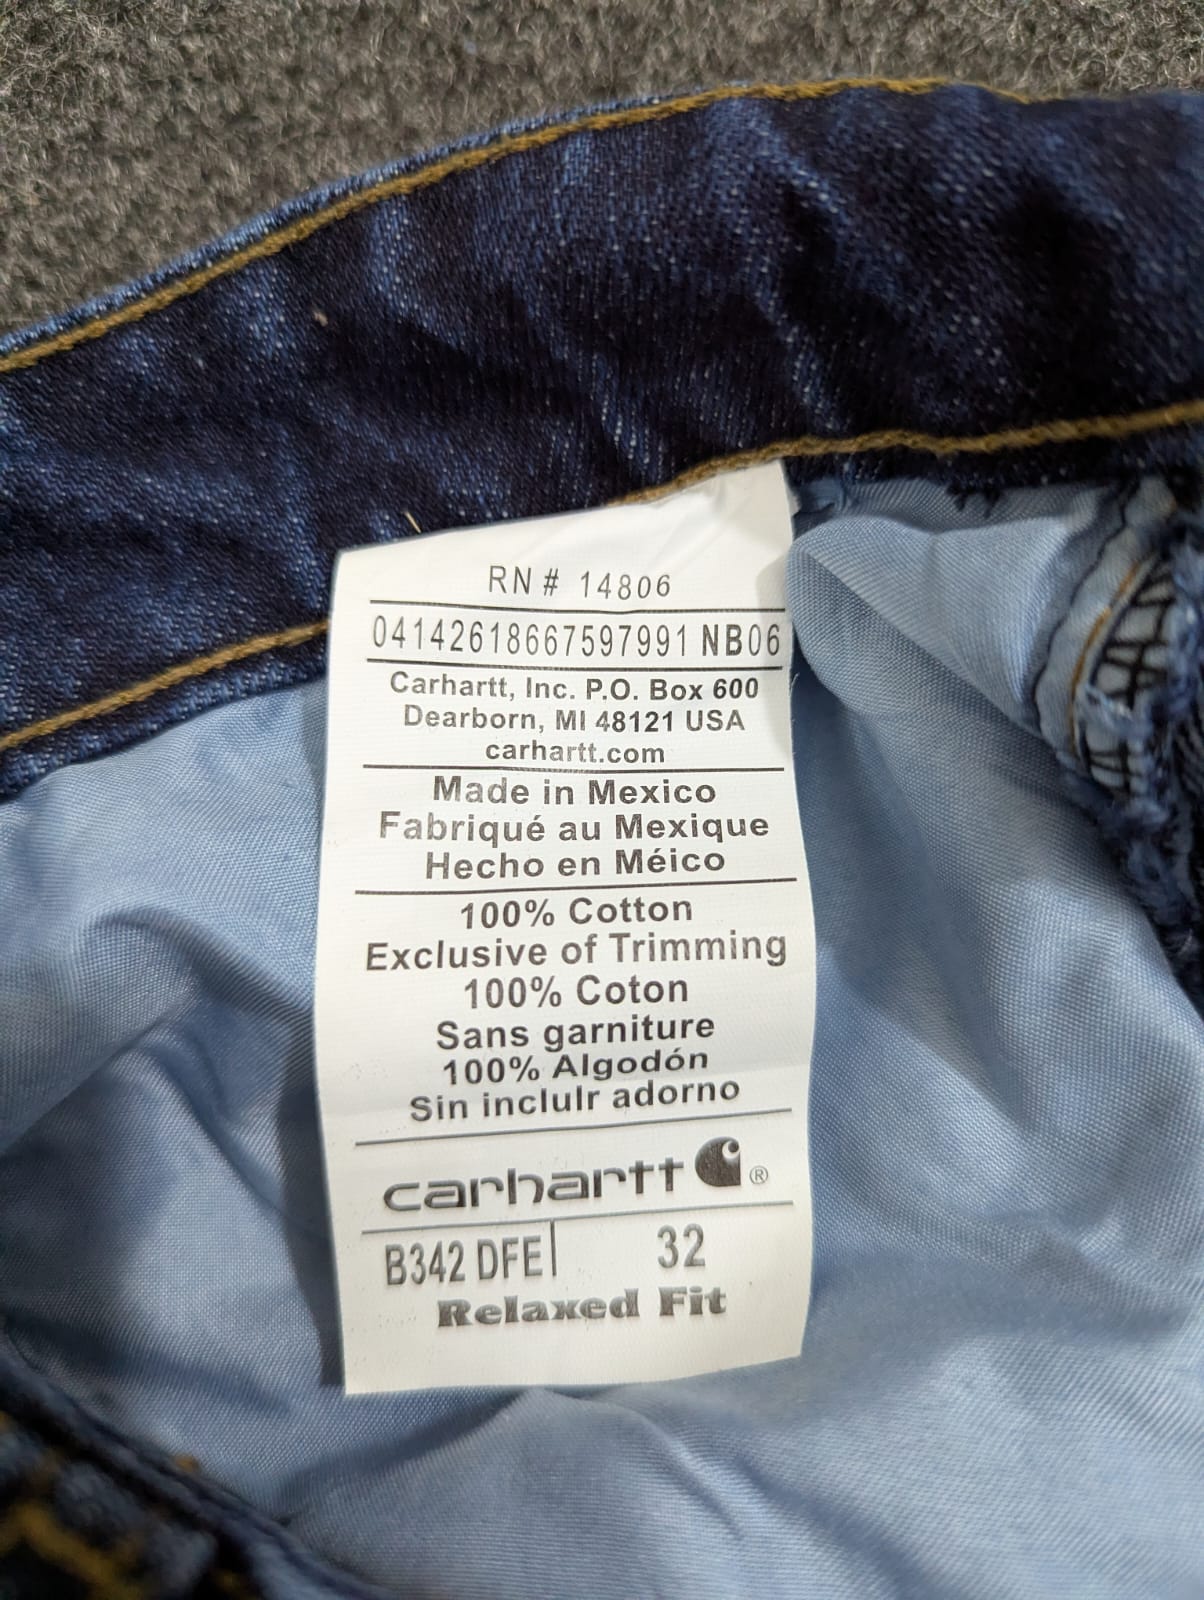 RN # 14806
04142618667597991 NB06
Carhartt, Inc. P.O. Box 600
Dearborn, MI 48121 USA
carhartt.com
Made in Mexico
Fabriqué au Mexique
Hecho en Méico
100% Cotton
Exclusive of Trimming
100% Coton
Sans garniture
100% Algodón
Sin inclulr adorno
carhartt ®
B342 DFE 32
Relaxed Fit